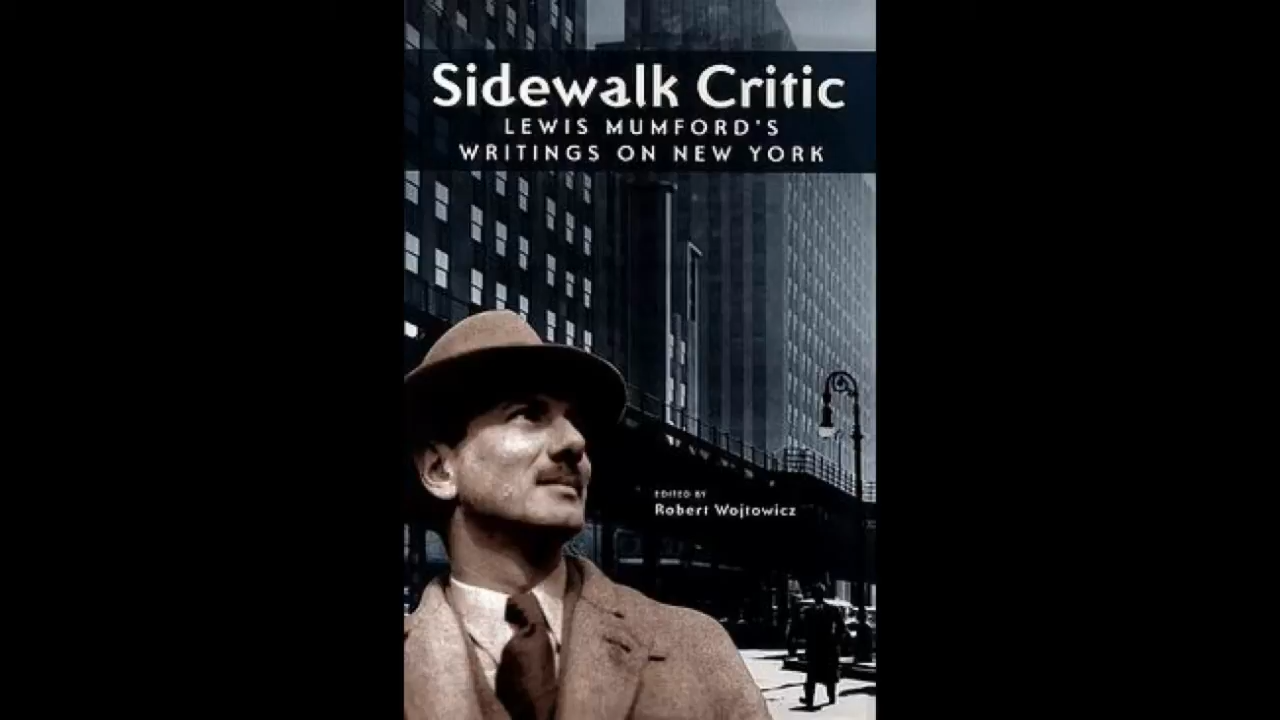 Sidewalk Critic
LEWIS MUMFORD'S
WRITINGS ON NEW YORK
EDITED BY
Robert Wojtowicz